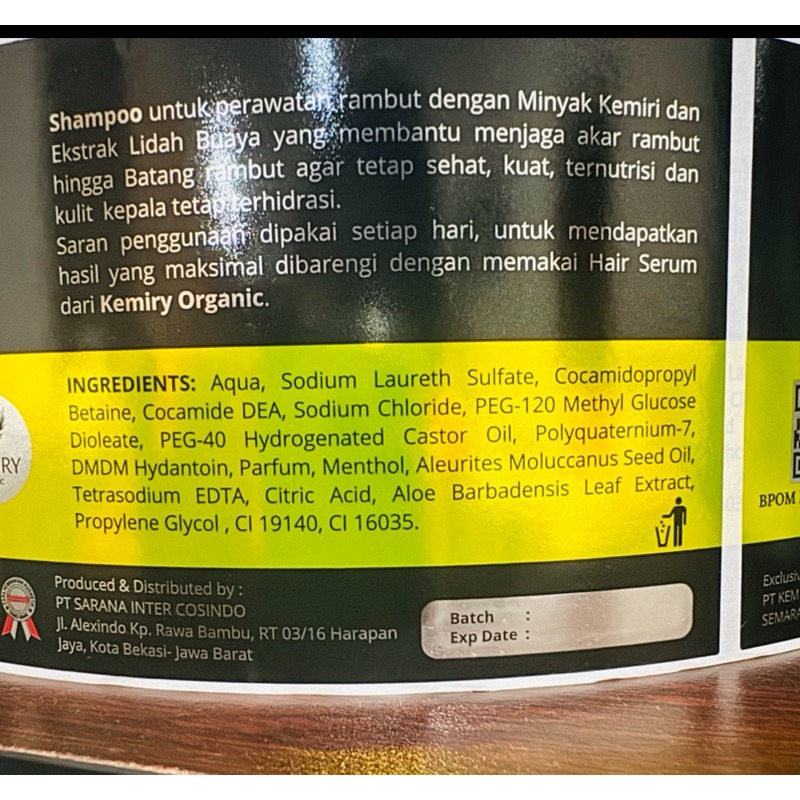 Shampoo untuk perawatan rambut dengan Minyak Kemiri dan
Ekstrak Lidah Buaya yang membantu menjaga akar rambut
hingga Batang rambut agar tetap sehat, kuat, ternutrisi dan
kulit kepala tetap terhidrasi.
Saran penggunaan dipakai setiap hari, untuk mendapatkan
hasil yang maksimal dibarengi dengan memakai Hair Serum
dari Kemiry Organic.
INGREDIENTS: Aqua, Sodium Laureth Sulfate, Cocamidopropyl
Betaine, Cocamide DEA, Sodium Chloride, PEG-120 Methyl Glucose
Dioleate, PEG-40 Hydrogenated Castor Oil, Polyquaternium-7,
DMDM Hydantoin, Parfum, Menthol, Aleurites Moluccanus Seed Oil,
Tetrasodium EDTA, Citric Acid, Aloe Barbadensis Leaf Extract,
Propylene Glycol , CI 19140, CI 16035.
RY
Produced & Distributed by :
PT SARANA INTER COSINDO
Jl. Alexindo Kp. Rawa Bambu, RT 03/16 Harapan
Jaya, Kota Bekasi- Jawa Barat
Batch :
Exp Date :
BPOM
Exclusiv
PT KEM
SEMARA